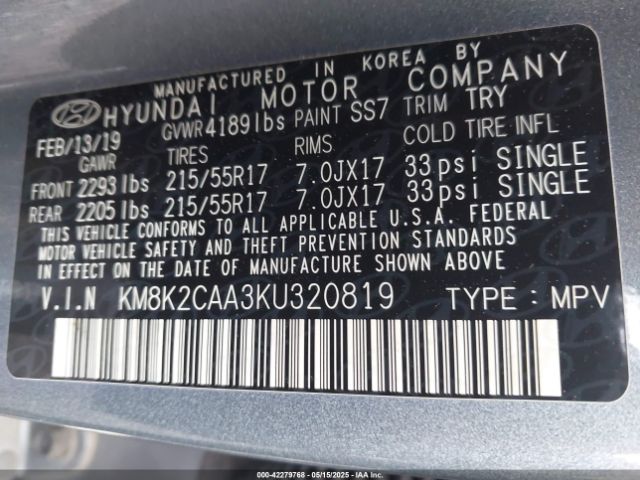 MANUFACTURED IN KOREA BY
HYUNDAI MOTOR COMPANY
FEB/13/19 GVWR 4189 lbs PAINT SS7 TRIM TRY
GAWR TIRES RIMS COLD TIRE INFL
FRONT 2293 lbs 215/55R17 7.0JX17 33 psi SINGLE
REAR 2205 lbs 215/55R17 7.0JX17 33 psi SINGLE
THIS VEHICLE CONFORMS TO ALL APPLICABLE U.S.A. FEDERAL
MOTOR VEHICLE SAFETY AND THEFT PREVENTION STANDARDS
IN EFFECT ON THE DATE OF MANUFACTURE SHOWN ABOVE.
V.I.N KM8K2CAA3KU320819 TYPE : MPV
000-42279768 - 05/15/2025 - IAAI.COM